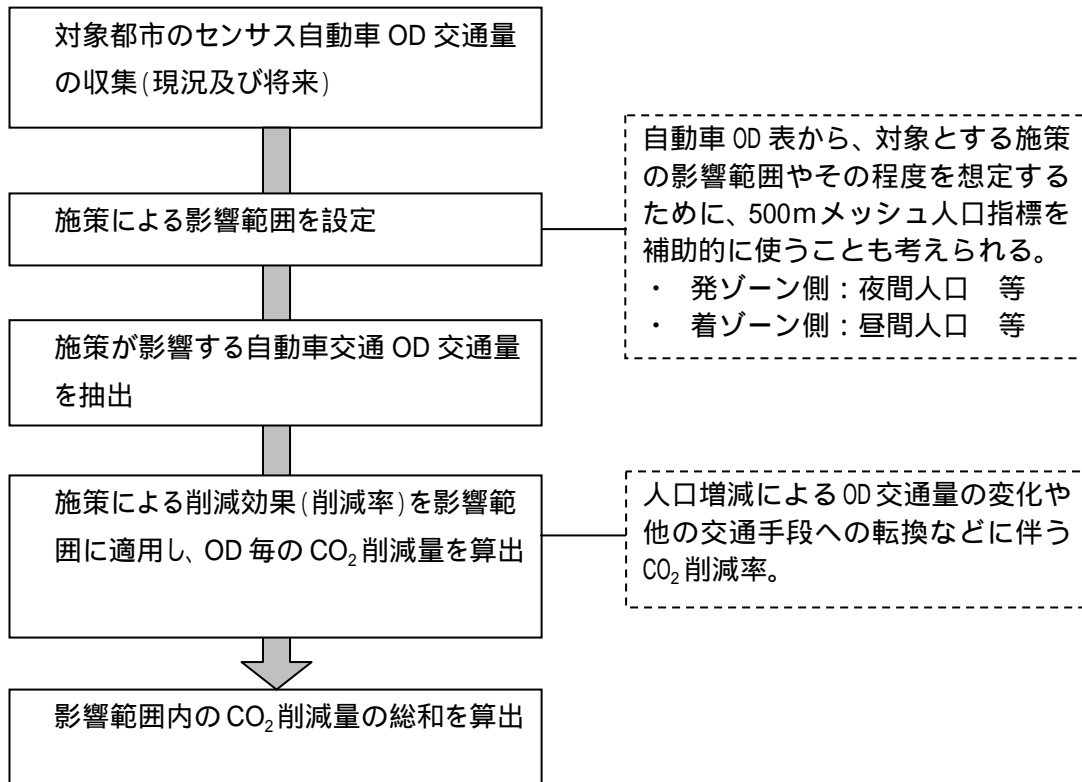 対象都市のセンサス自動車 OD 交通量
の収集(現況及び将来)
施策による影響範囲を設定
自動車 OD 表から、対象とする施策
の影響範囲やその程度を想定する
ために、500mメッシュ人口指標を
補助的に使うことも考えられる。
・ 発ゾーン側：夜間人口 等
・ 着ゾーン側：昼間人口 等
施策が影響する自動車交通 OD 交通量
を抽出
施策による削減効果(削減率)を影響範
囲に適用し、OD 毎の CO₂削減量を算出
人口増減による OD 交通量の変化や
他の交通手段への転換などに伴う
CO₂削減率。
影響範囲内の CO₂削減量の総和を算出